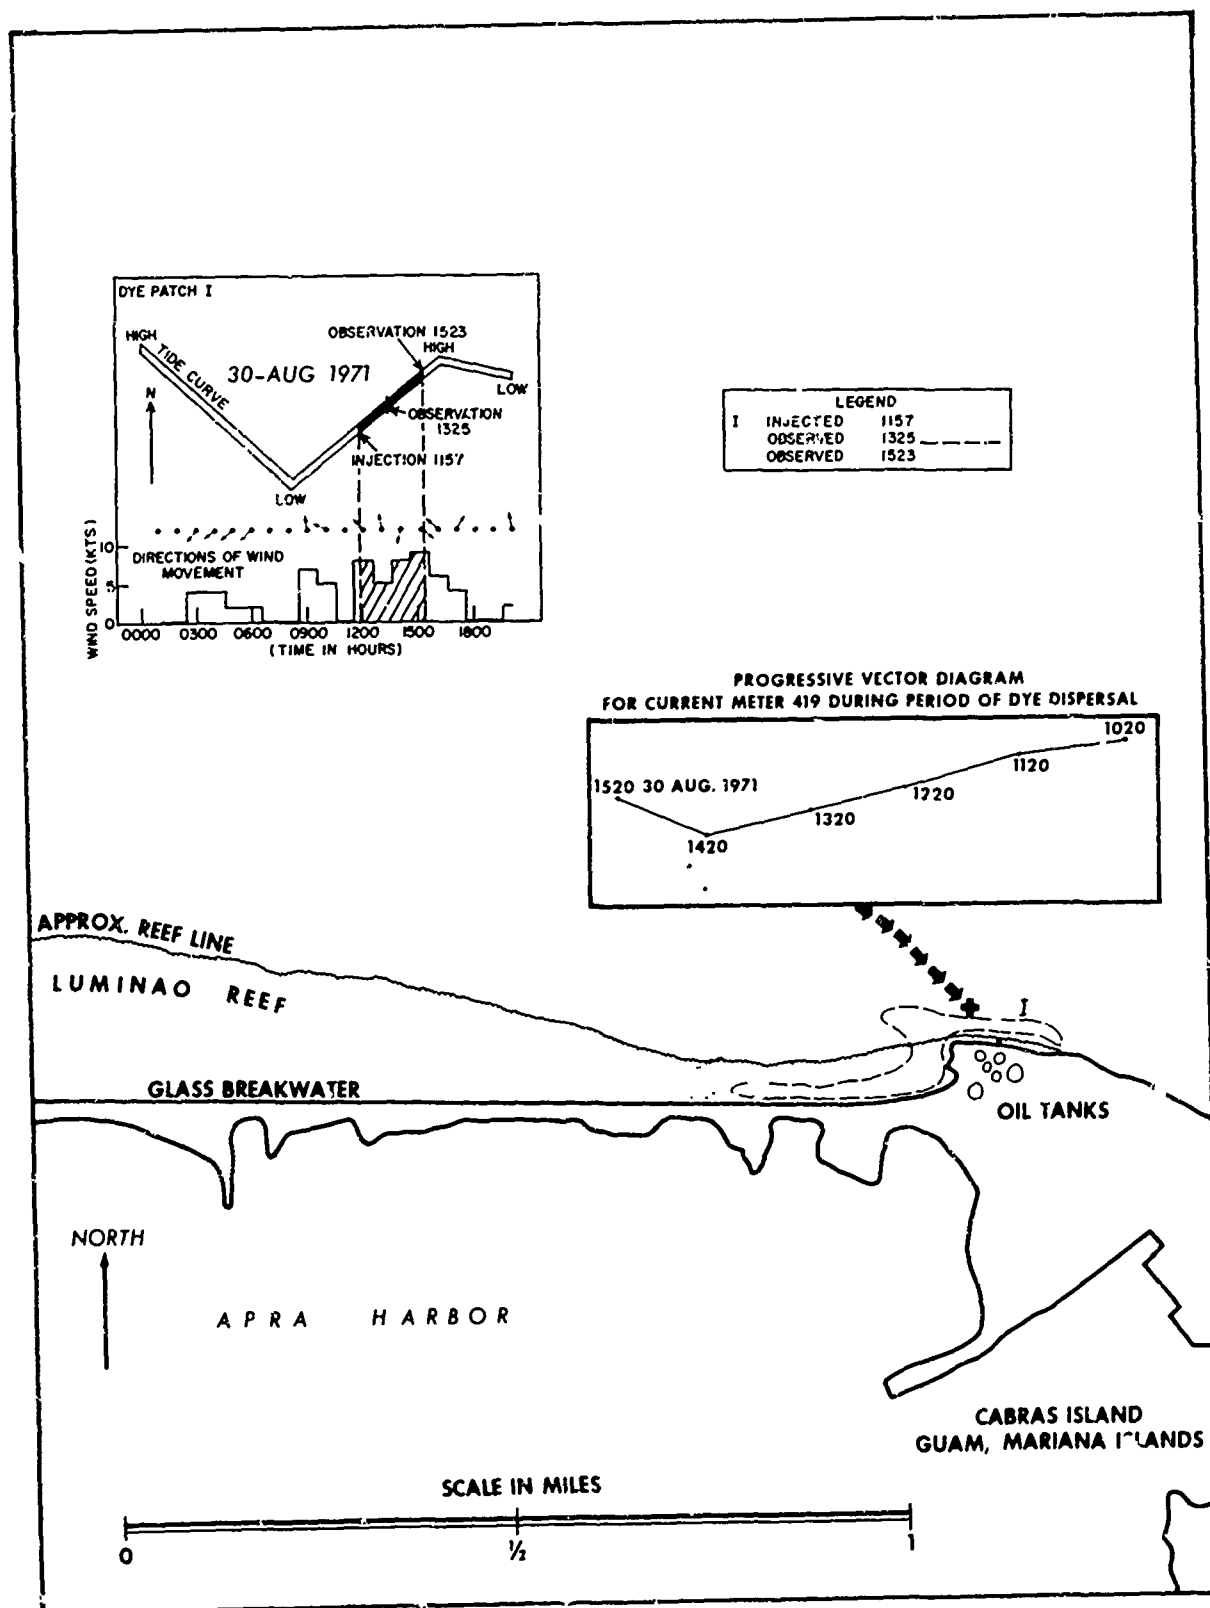 DYE PATCH I
OBSERVATION 1523
HIGH
HIGH
TIDE CURVE
30-AUG 1971
LOW
N
OBSERVATION
1325
INJECTION 1157
LOW
WIND SPEED (KTS)
10
5
0
DIRECTIONS OF WIND
MOVEMENT
0000 0300 0600 0900 1200 1500 1800
(TIME IN HOURS)
LEGEND
I INJECTED 1157
OBSERVED 1325
OBSERVED 1523
PROGRESSIVE VECTOR DIAGRAM
FOR CURRENT METER 419 DURING PERIOD OF DYE DISPERSAL
1020
1120
1520 30 AUG. 1971
1220
1320
1420
APPROX. REEF LINE
LUMINAO REEF
I
GLASS BREAKWATER
OIL TANKS
NORTH
APRA HARBOR
CABRAS ISLAND
GUAM, MARIANA ISLANDS
SCALE IN MILES
0 ½ 1